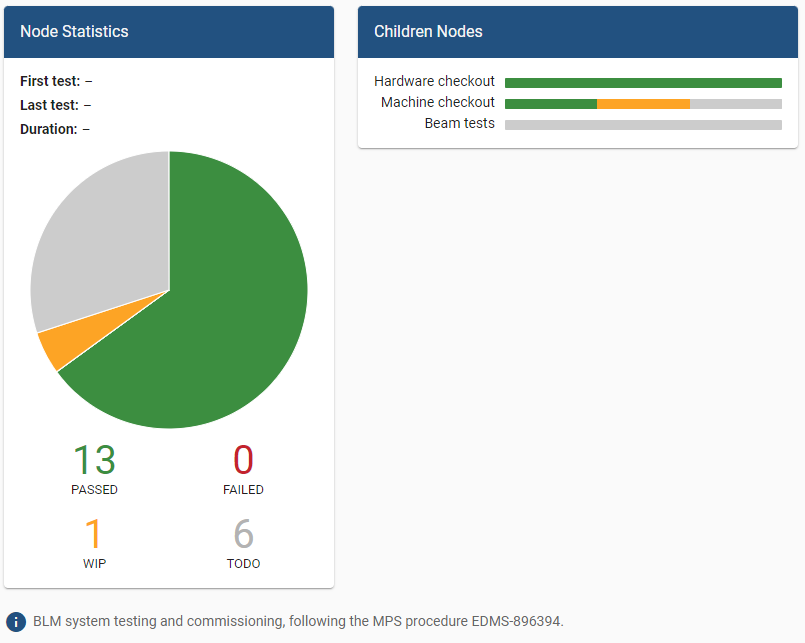 Node Statistics
First test: –
Last test: –
Duration: –
13
PASSED
0
FAILED
1
WIP
6
TODO
Children Nodes
Hardware checkout
Machine checkout
Beam tests
BLM system testing and commissioning, following the MPS procedure EDMS-896394.